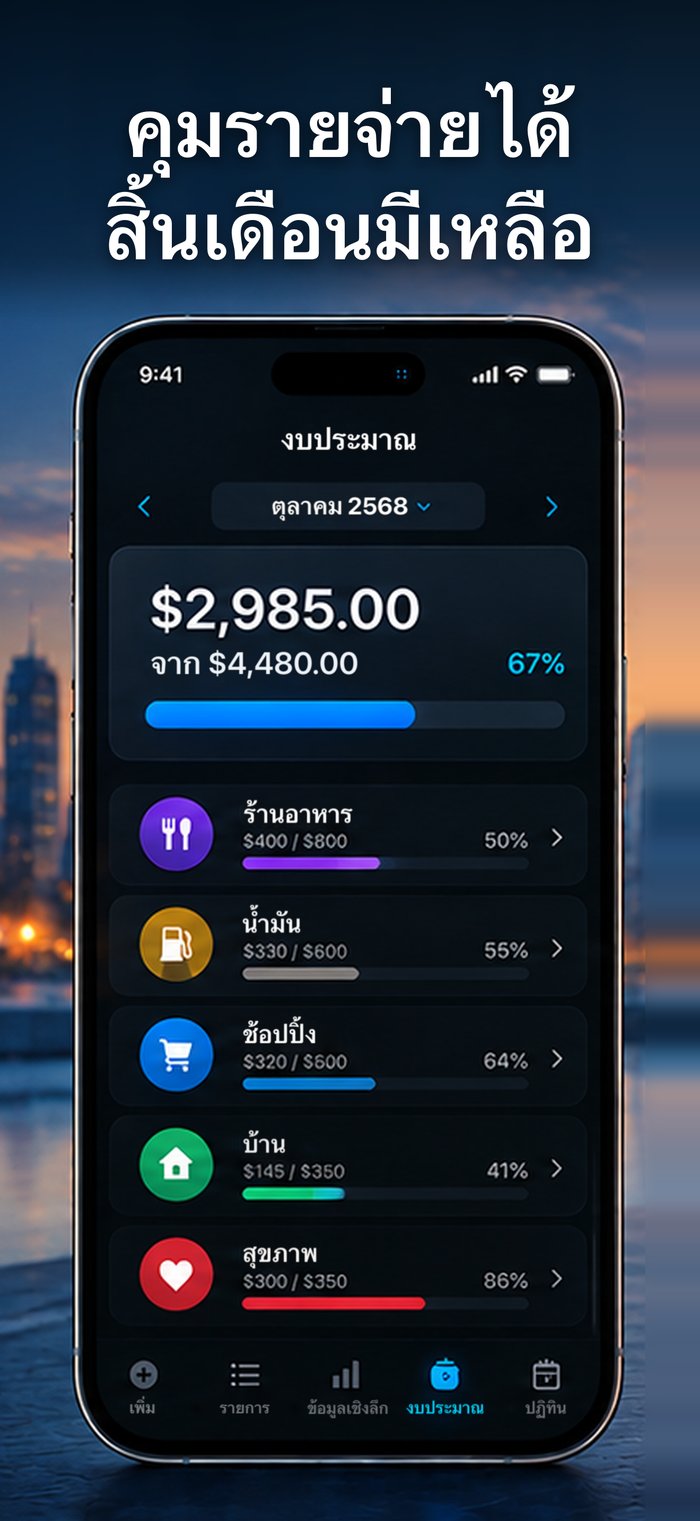 คุมรายจ่ายได้
สิ้นเดือนมีเหลือ
9:41
งบประมาณ
ตุลาคม 2568
$2,985.00
จาก $4,480.00
67%
ร้านอาหาร
$400 / $800
50%
น้ำมัน
$330 / $600
55%
ช้อปปิ้ง
$320 / $600
64%
บ้าน
$145 / $350
41%
สุขภาพ
$300 / $350
86%
เพิ่ม
รายการ
ข้อมูลเชิงลึก
งบประมาณ
ปฏิทิน